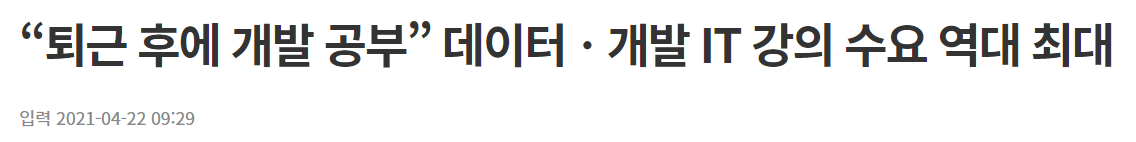 “퇴근 후에 개발 공부” 데이터 · 개발 IT 강의 수요 역대 최대
입력 2021-04-22 09:29